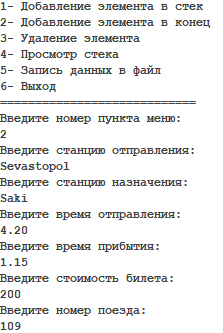 1- Добавление элемента в стек
2- Добавление элемента в конец
3- Удаление элемента
4- Просмотр стека
5- Запись данных в файл
6- Выход
============================
Введите номер пункта меню:
2
Введите станцию отправления:
Sevastopol
Введите станцию назначения:
Saki
Введите время отправления:
4.20
Введите время прибытия:
1.15
Введите стоимость билета:
200
Введите номер поезда:
109